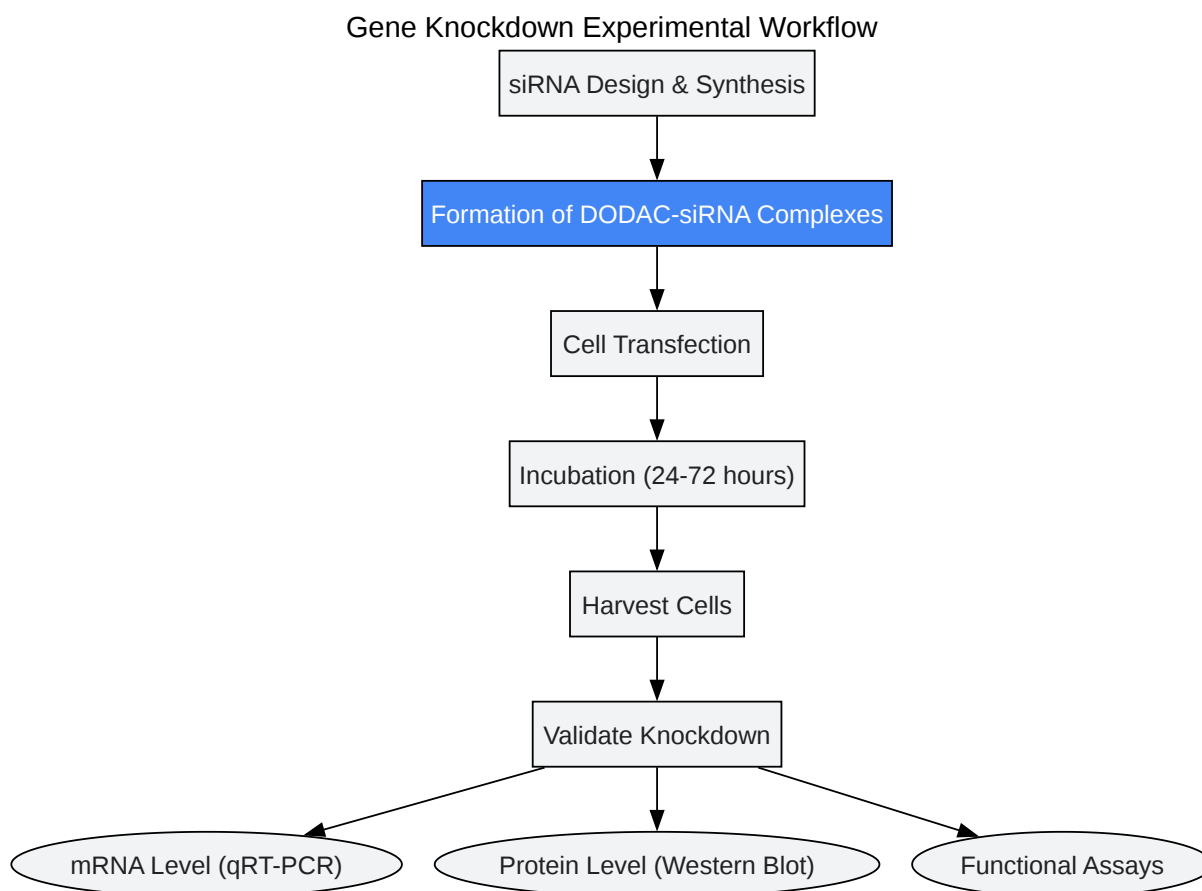 Gene Knockdown Experimental Workflow
siRNA Design & Synthesis
Formation of DODAC-siRNA Complexes
Cell Transfection
Incubation (24-72 hours)
Harvest Cells
Validate Knockdown
mRNA Level (qRT-PCR)
Protein Level (Western Blot)
Functional Assays